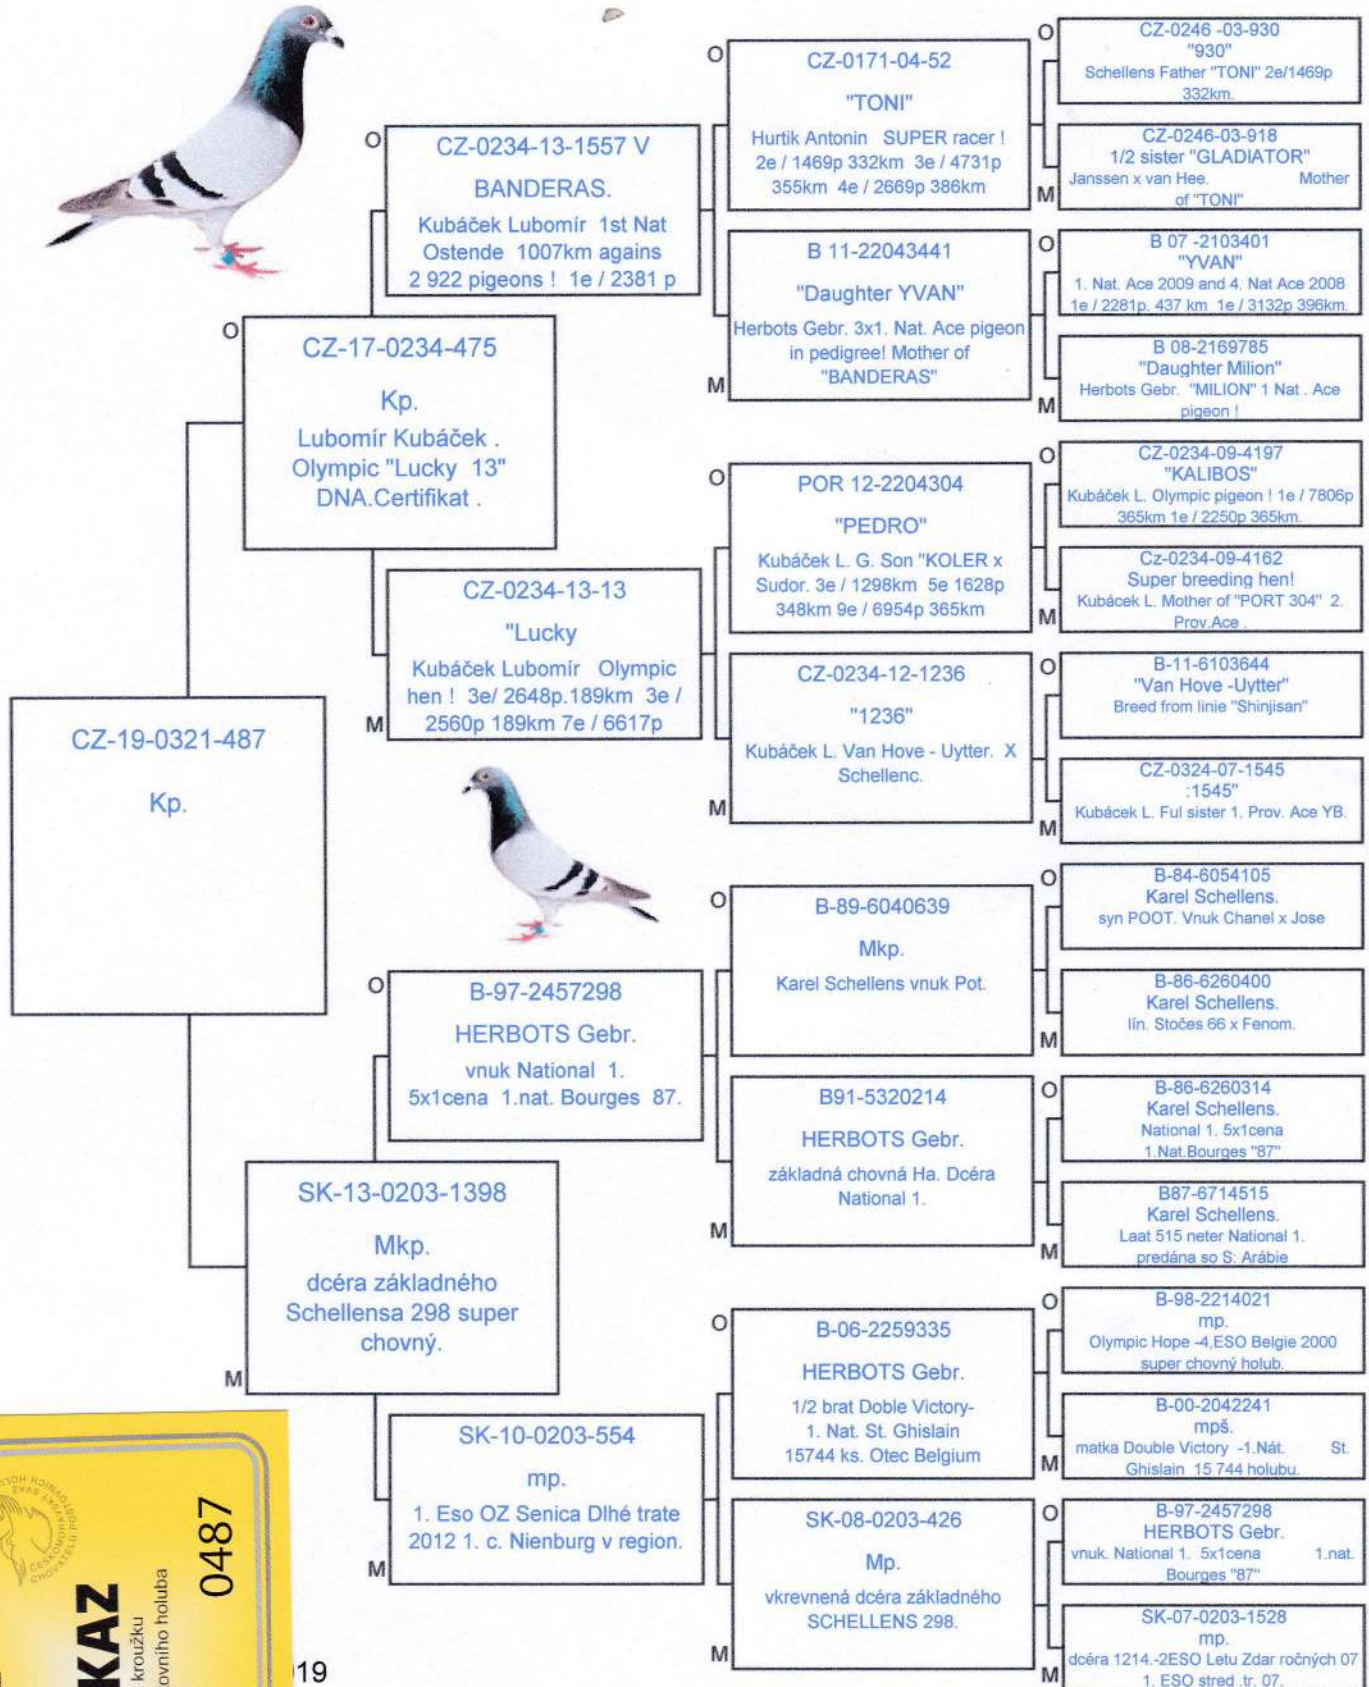 CZ-19-0321-487
Kp.
O
CZ-17-0234-475
Kp.
Lubomír Kubáček .
Olympic "Lucky 13"
DNA.Certifikat .
M
SK-13-0203-1398
Mkp.
dcéra základného
Schellensa 298 super
chovný.
O
CZ-0234-13-1557 V
BANDERAS.
Kubáček Lubomír 1st Nat
Ostende 1007km agains
2 922 pigeons ! 1e / 2381 p
M
CZ-0234-13-13
"Lucky
Kubáček Lubomír Olympic
hen ! 3e/ 2648p.189km 3e /
2560p 189km 7e / 6617p
O
B-97-2457298
HERBOTS Gebr.
vnuk National 1.
5x1cena 1.nat. Bourges 87.
M
SK-10-0203-554
mp.
1. Eso OZ Senica Dlhé trate
2012 1. c. Nienburg v region.
O
CZ-0171-04-52
"TONI"
Hurtik Antonin SUPER racer !
2e / 1469p 332km 3e / 4731p
355km 4e / 2669p 386km
M
B 11-22043441
"Daughter YVAN"
Herbots Gebr. 3x1. Nat. Ace pigeon
in pedigree! Mother of
"BANDERAS"
O
POR 12-2204304
"PEDRO"
Kubáček L. G. Son "KOLER x
Sudor. 3e / 1298km 5e 1628p
348km 9e / 6954p 365km
M
CZ-0234-12-1236
"1236"
Kubáček L. Van Hove - Uytter. X
Schellenc.
O
B-89-6040639
Mkp.
Karel Schellens vnuk Pot.
M
B91-5320214
HERBOTS Gebr.
základná chovná Ha. Dcéra
National 1.
O
B-06-2259335
HERBOTS Gebr.
1/2 brat Doble Victory-
1. Nat. St. Ghislain
15744 ks. Otec Belgium
M
SK-08-0203-426
Mp.
vkrevnená dcéra základného
SCHELLENS 298.
O
CZ-0246 -03-930
"930"
Schellens Father "TONI" 2e/1469p
332km.
M
CZ-0246-03-918
1/2 sister "GLADIATOR"
Janssen x van Hee. Mother
of "TONI"
O
B 07 -2103401
"YVAN"
1. Nat. Ace 2009 and 4. Nat Ace 2008
1e / 2281p. 437 km 1e / 3132p 396km.
M
B 08-2169785
"Daughter Milion"
Herbots Gebr. "MILION" 1 Nat . Ace
pigeon !
O
CZ-0234-09-4197
"KALIBOS"
Kubáček L. Olympic pigeon ! 1e / 7806p
365km 1e / 2250p 365km.
M
Cz-0234-09-4162
Super breeding hen!
Kubácek L. Mother of "PORT 304" 2.
Prov.Ace .
O
B-11-6103644
"Van Hove -Uytter"
Breed from linie "Shinjisan"
M
CZ-0324-07-1545
:1545"
Kubácek L. Ful sister 1. Prov. Ace YB.
O
B-84-6054105
Karel Schellens.
syn POOT. Vnuk Chanel x Jose
M
B-86-6260400
Karel Schellens.
lín. Stočes 66 x Fenom.
O
B-86-6260314
Karel Schellens.
National 1. 5x1cena
1.Nat.Bourges "87"
M
B87-6714515
Karel Schellens.
Laat 515 neter National 1.
predána so S: Arábie
O
B-98-2214021
mp.
Olympic Hope -4,ESO Belgie 2000
super chovný holub.
M
B-00-2042241
mpš.
matka Double Victory -1.Nát. St.
Ghislain 15 744 holubu.
O
B-97-2457298
HERBOTS Gebr.
vnuk. National 1. 5x1cena 1.nat.
Bourges "87"
M
SK-07-0203-1528
mp.
dcéra 1214.-2ESO Letu Zdar ročných 07
1. ESO stred .tr. 07.
KAZ
kroužku
ovního holuba
0487
19